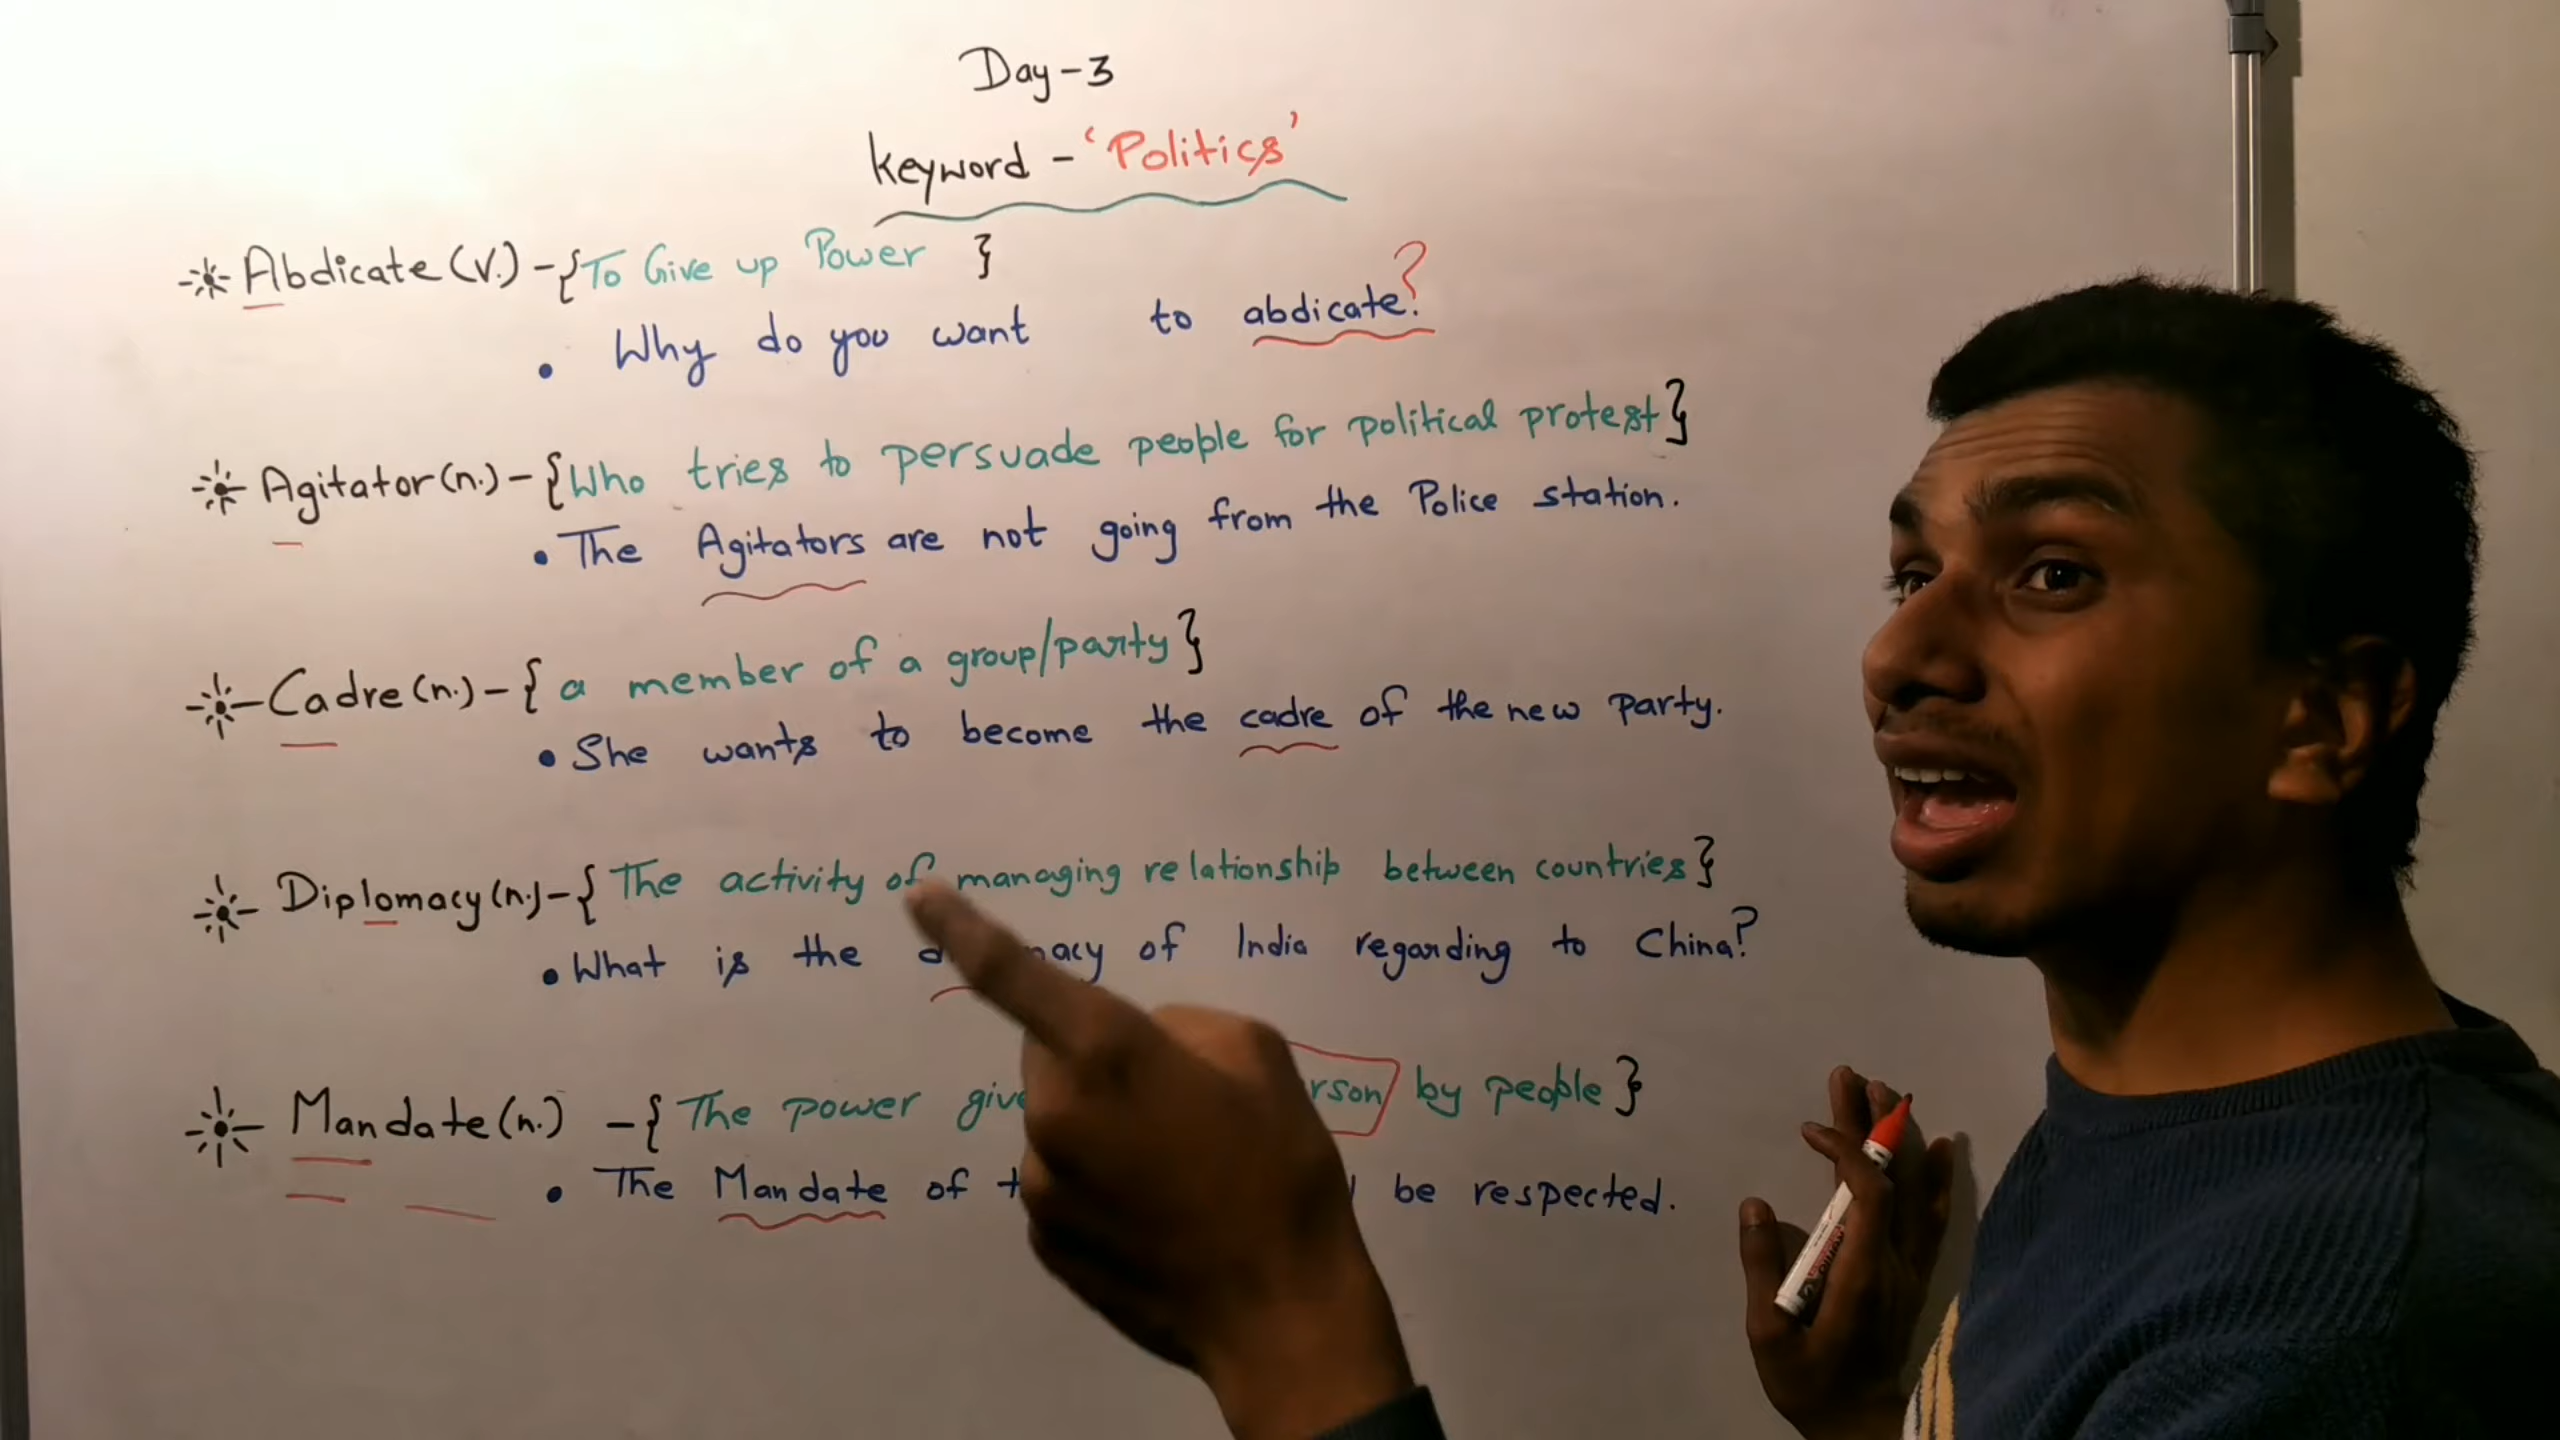 Day-3
Keyword - 'Politics'
Abdicate (v.) - {To Give up Power }
• Why do you want to abdicate?
Agitator (n.) - {Who tries to persuade people for political protest}
• The Agitators are not going from the Police station.
Cadre (n.) - { a member of a group/party}
• She wants to become the cadre of the new party.
Diplomacy (n.) - { The activity of managing relationship between countries}
• What is the of India regarding to China?
Mandate (n.) - { The power by people }
• The Mandate of be respected.